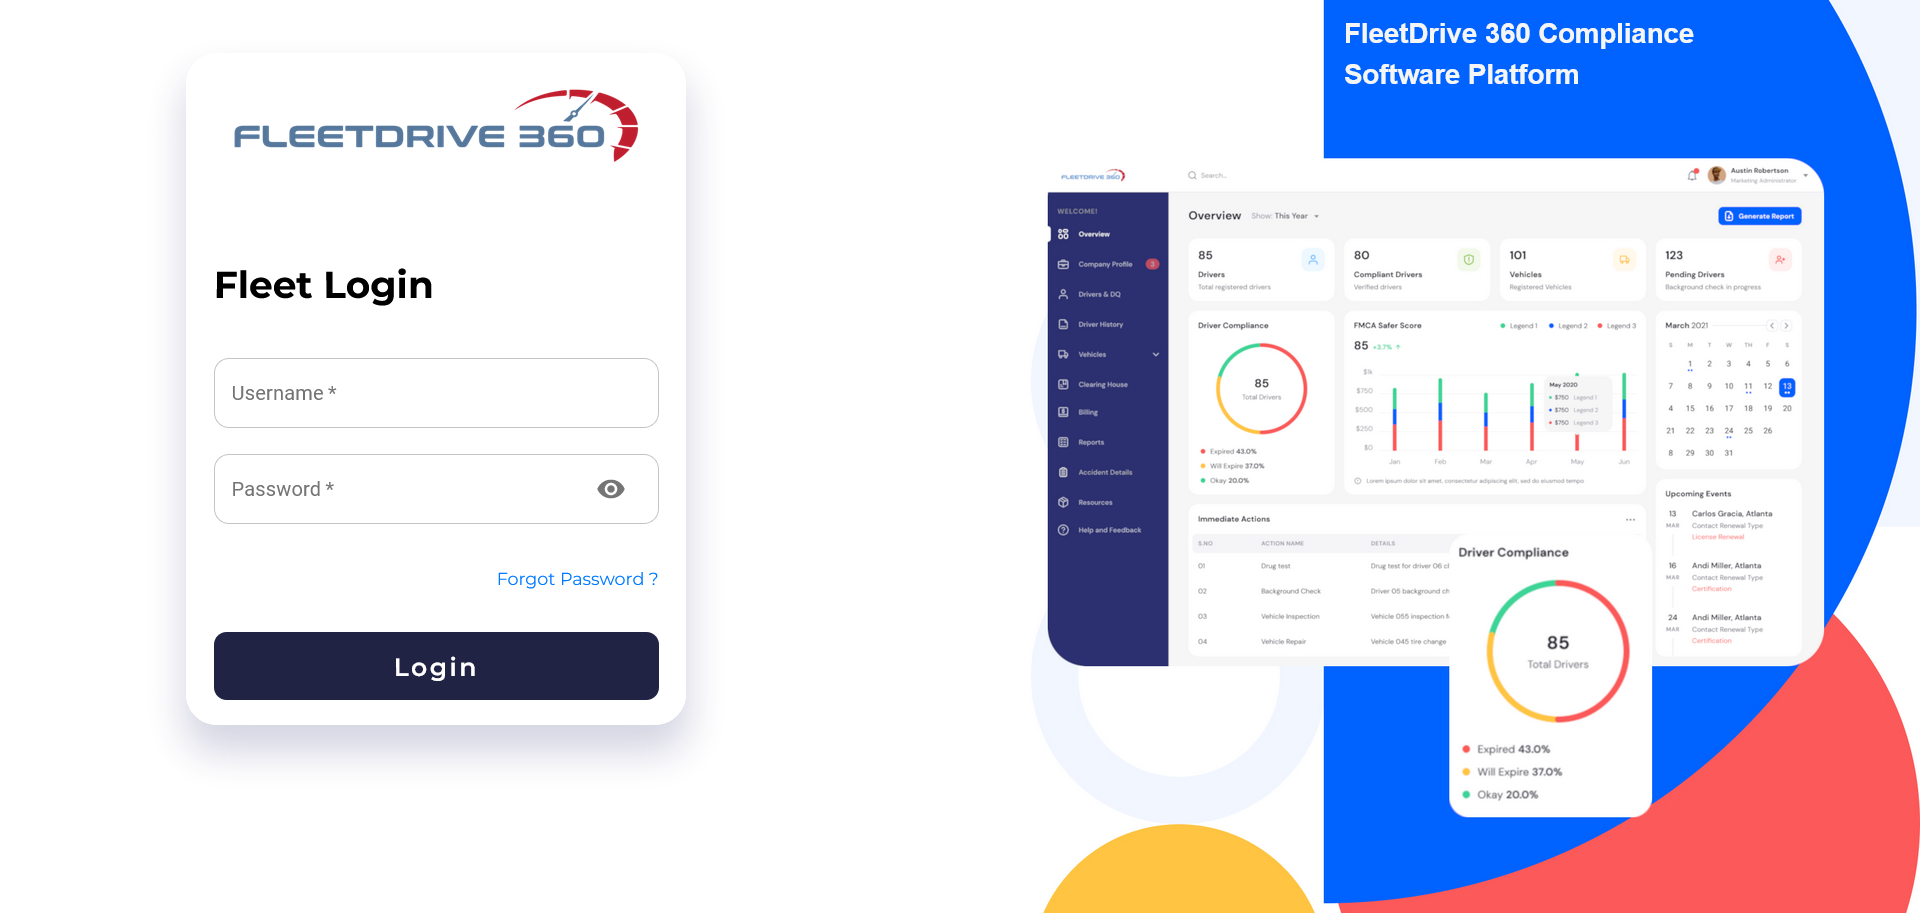 FLEETDRIVE 360
Fleet Login
Username *
Password *
Forgot Password ?
Login
FleetDrive 360 Compliance
Software Platform
FLEETDRIVE 360
Search..
Austin Robertson
Marketing Administrator
WELCOME!
Overview
Company Profile 3
Drivers & DQ
Driver History
Vehicles
Clearing House
Billing
Reports
Accident Details
Resources
Help and Feedback
Overview Show: This Year
Generate Report
85
Drivers
Total registered drivers
80
Compliant Drivers
Verified drivers
101
Vehicles
Registered Vehicles
123
Pending Drivers
Background check in progress
Driver Compliance
85
Total Drivers
Expired 43.0%
Will Expire 37.0%
Okay 20.0%
FMCA Safer Score
Legend 1 Legend 2 Legend 3
85 +3.7%
$1k
$750
$500
$250
$0
Jan Feb Mar Apr May Jun
May 2020
$750 Legend 1
$750 Legend 2
$750 Legend 3
Lorem ipsum dolor sit amet, consectetur adipiscing elit, sed do eiusmod tempo
March 2021
S M T W TH F S
1 2 3 4 5 6
7 8 9 10 11 12 13
4 15 16 17 18 19 20
21 22 23 24 25 26
8 29 30 31
Upcoming Events
13 Carlos Gracia, Atlanta
MAR Contact Renewal Type
License Renewal
16 Andi Miller, Atlanta
MAR Contact Renewal Type
Certification
24 Andi Miller, Atlanta
MAR Contact Renewal Type
Certification
Immediate Actions
S.NO ACTION NAME DETAILS
01 Drug test Drug test for driver 06 cl
02 Background Check Driver 05 background ch
03 Vehicle Inspection Vehicle 055 inspection f
04 Vehicle Repair Vehicle 045 tire change
Driver Compliance
85
Total Drivers
Expired 43.0%
Will Expire 37.0%
Okay 20.0%